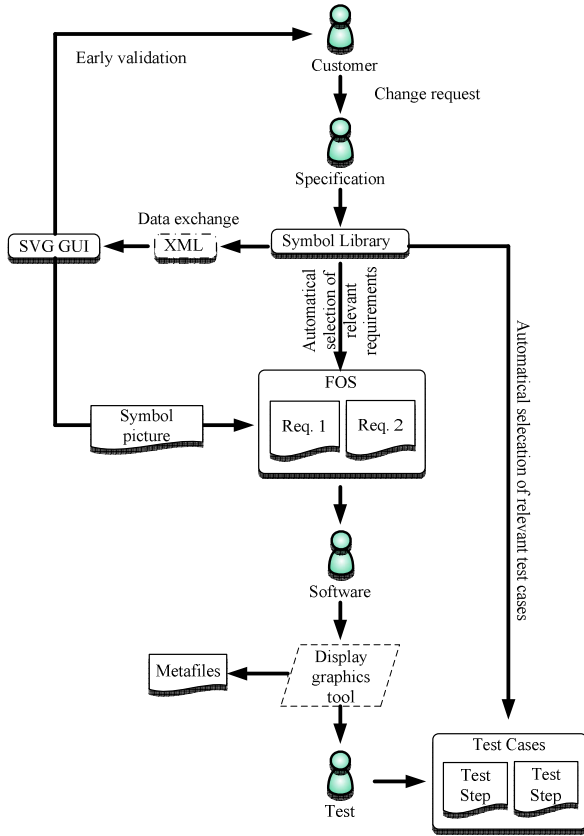 Early validation
Customer
Change request
Specification
Data exchange
SVG GUI
XML
Symbol Library
Automatical
selection of
relevant
requirements
Automatical selecation of relevant test cases
FOS
Symbol
picture
Req. 1
Req. 2
Software
Metafiles
Display
graphics
tool
Test Cases
Test
Step
Test
Step
Test